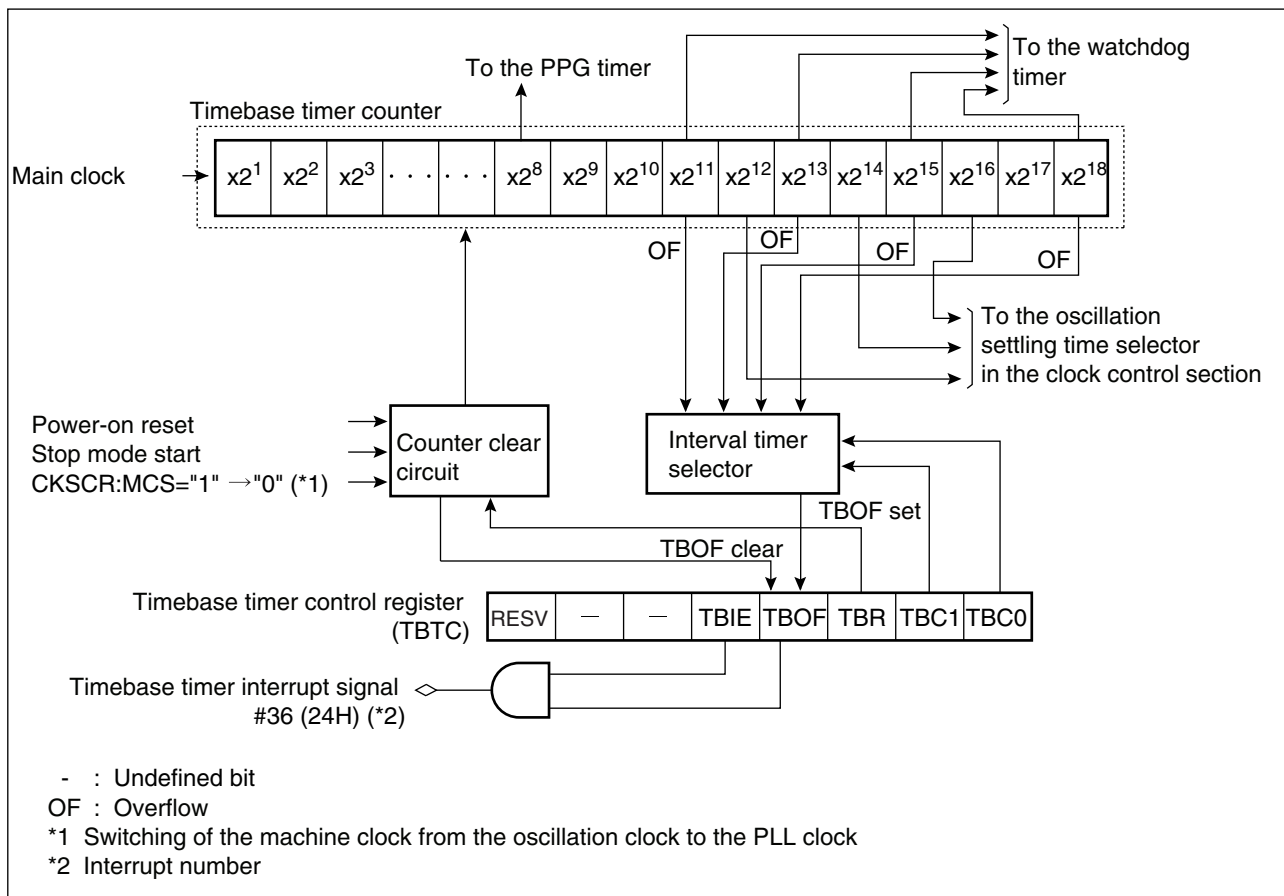 To the watchdog
timer
To the PPG timer
Timebase timer counter
Main clock
x2¹ x2² x2³ · · · · · · x2⁸ x2⁹ x2¹⁰ x2¹¹ x2¹² x2¹³ x2¹⁴ x2¹⁵ x2¹⁶ x2¹⁷ x2¹⁸
OF OF OF OF
To the oscillation
settling time selector
in the clock control section
Power-on reset
Stop mode start
CKSCR:MCS="1" →"0" (*1)
Counter clear
circuit
Interval timer
selector
TBOF set
TBOF clear
Timebase timer control register
(TBTC)
RESV — — TBIE TBOF TBR TBC1 TBC0
Timebase timer interrupt signal
#36 (24H) (*2)
- : Undefined bit
OF : Overflow
*1 Switching of the machine clock from the oscillation clock to the PLL clock
*2 Interrupt number